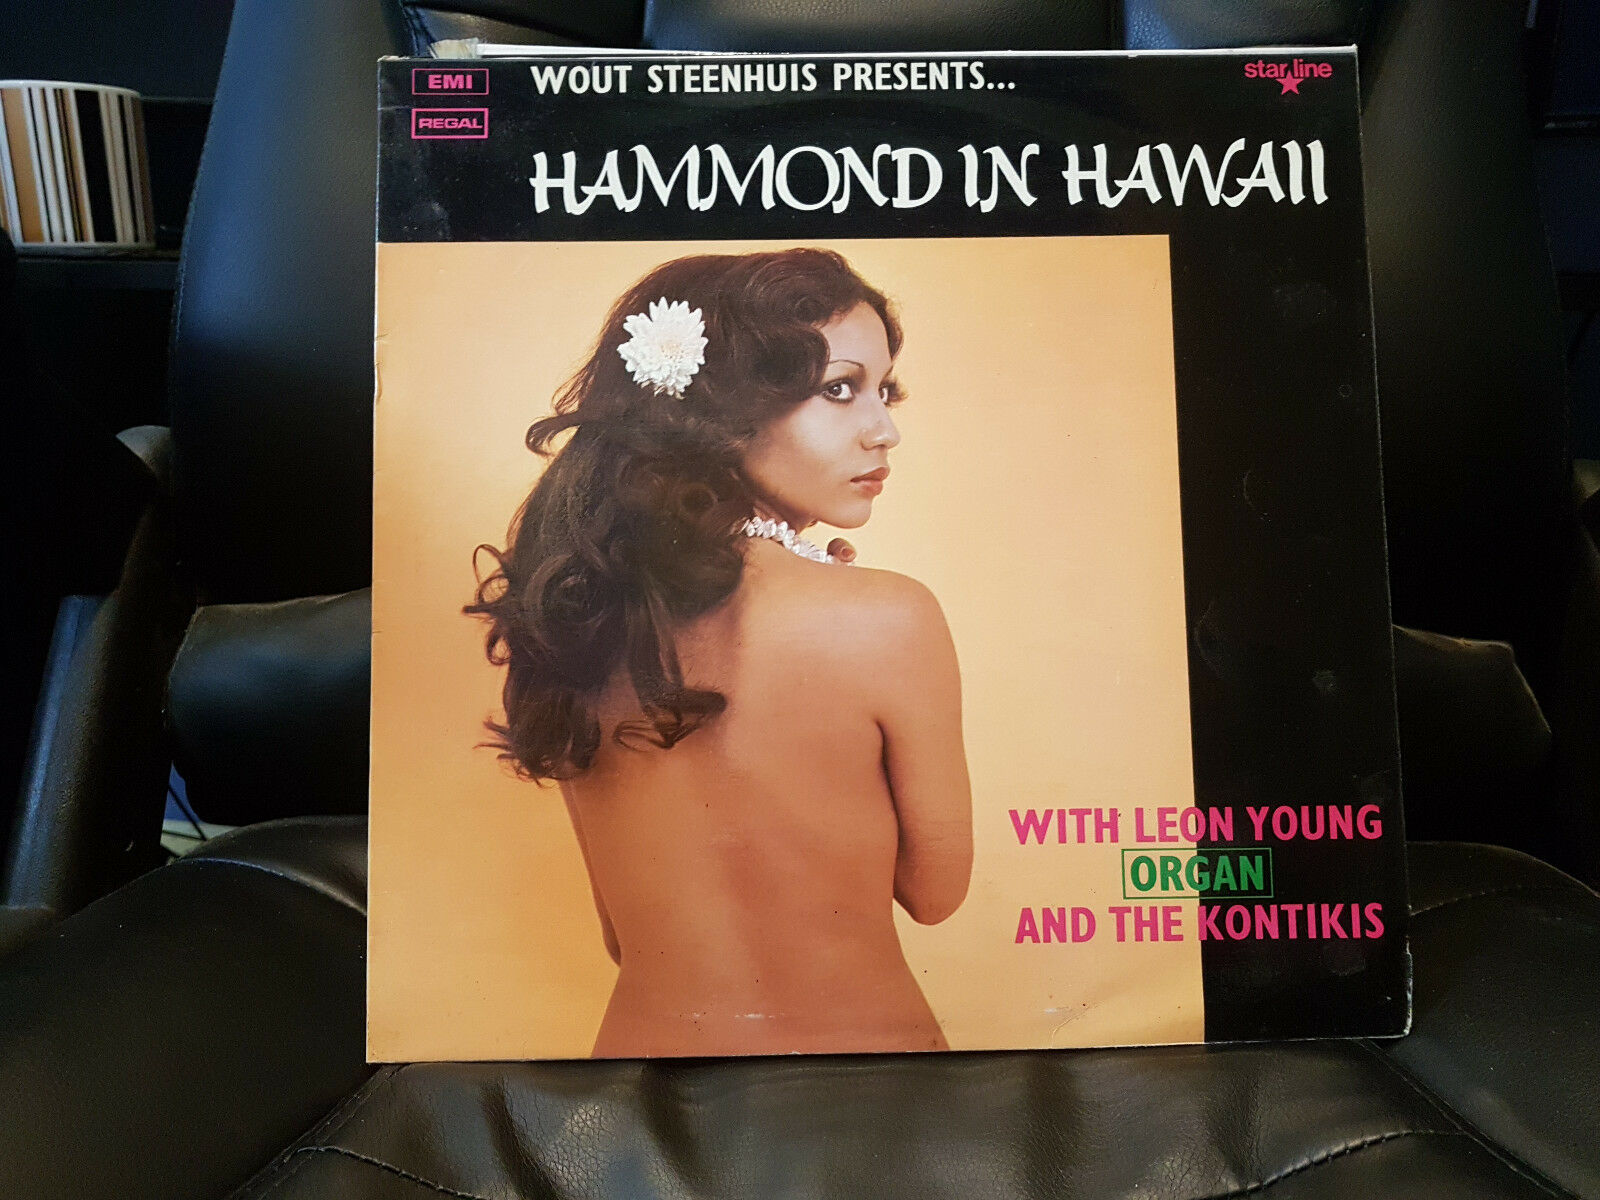 EMI
REGAL
WOUT STEENHUIS PRESENTS...
star line
HAMMOND IN HAWAII
WITH LEON YOUNG
ORGAN
AND THE KONTIKIS